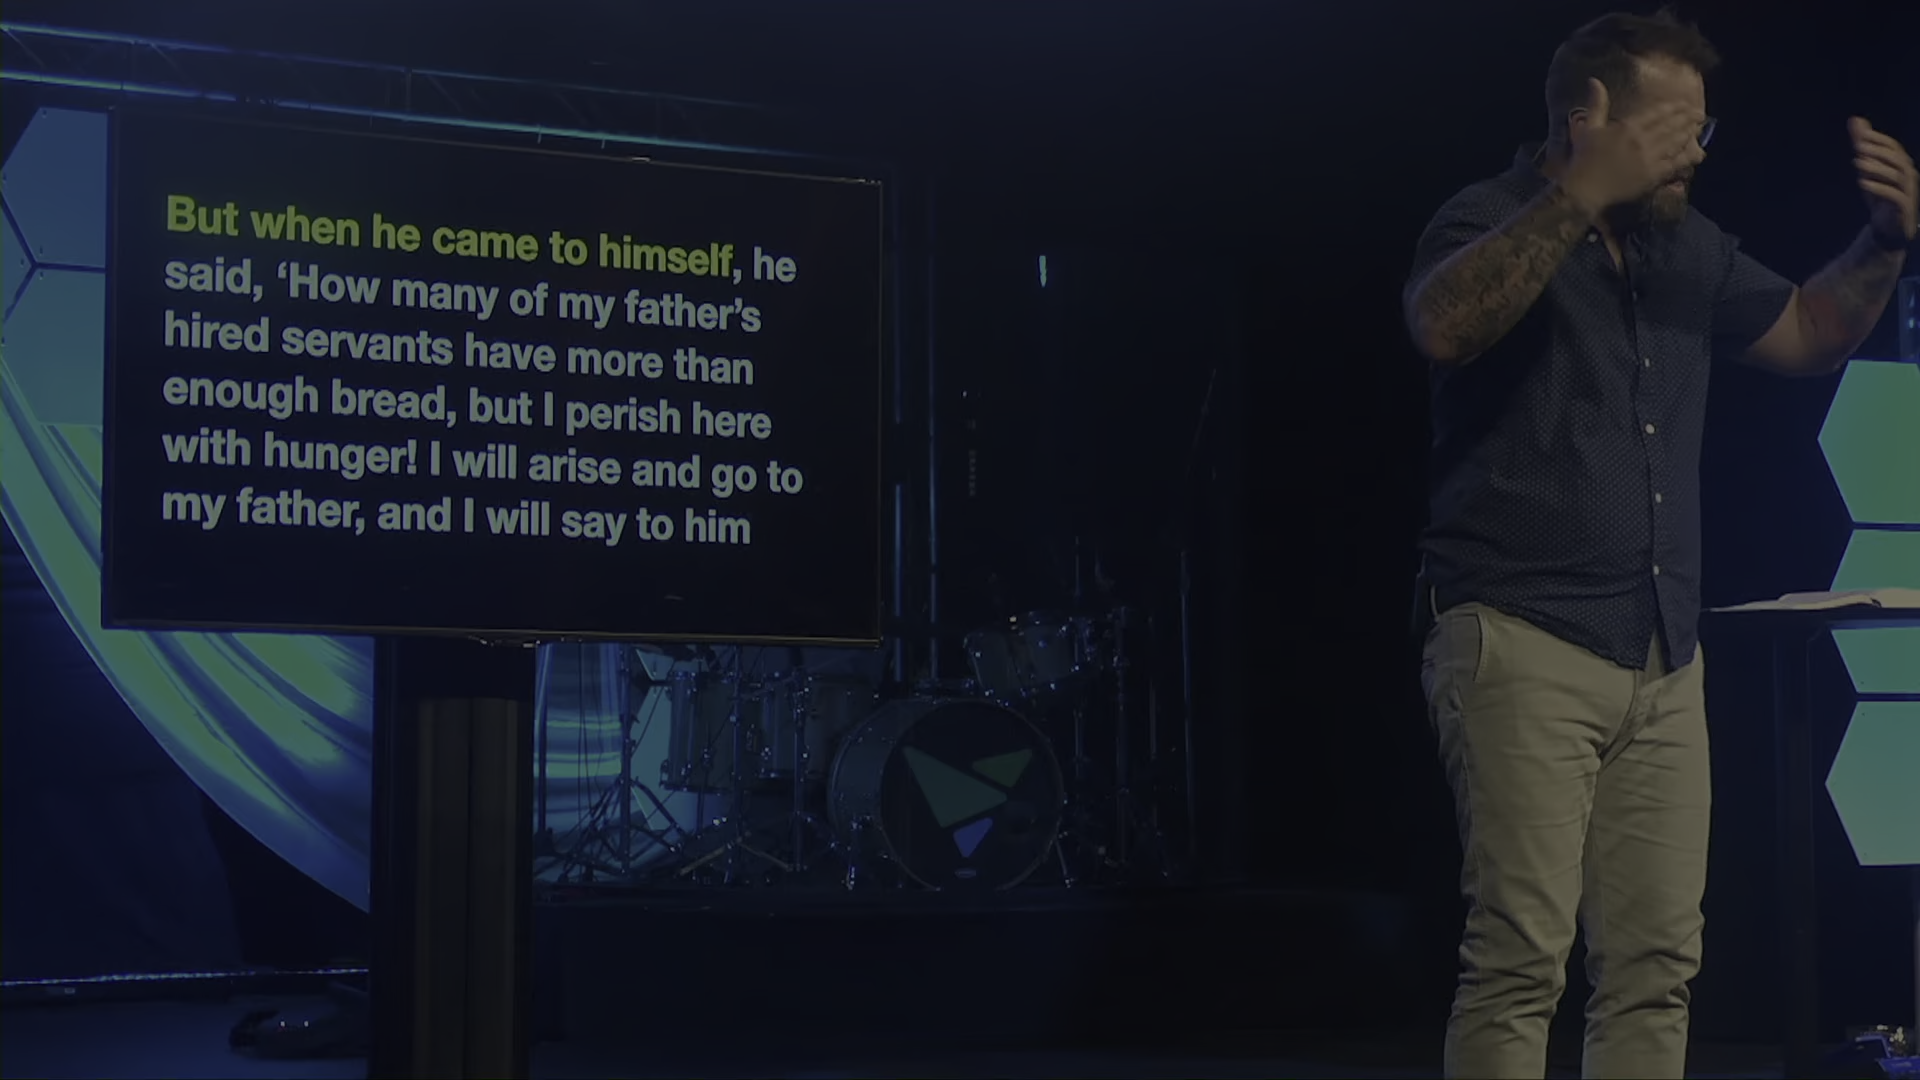 But when he came to himself, he
said, ‘How many of my father’s
hired servants have more than
enough bread, but I perish here
with hunger! I will arise and go to
my father, and I will say to him